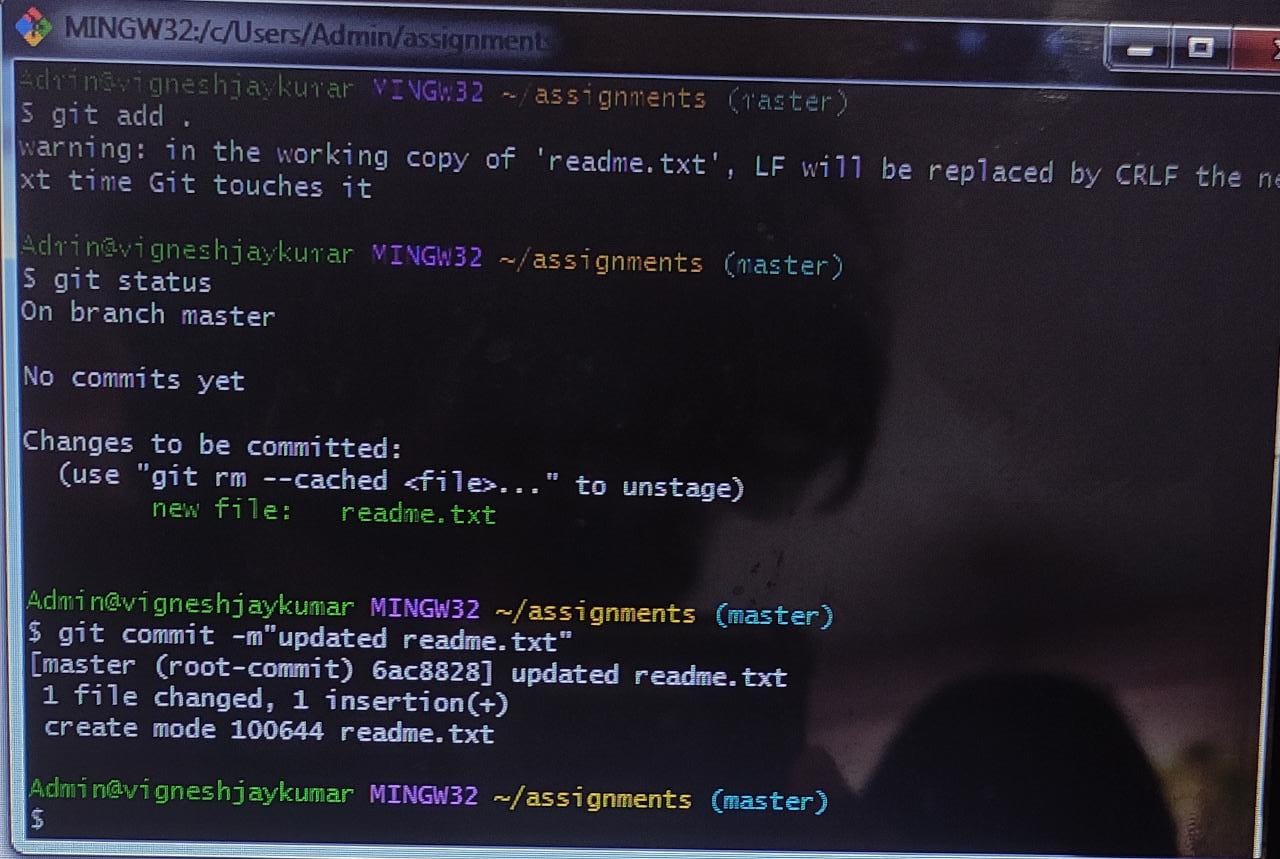 MINGW32:/c/Users/Admin/assignments
Admin@vigneshjaykumar MINGW32 ~/assignments (master)
$ git add .
warning: in the working copy of 'readme.txt', LF will be replaced by CRLF the ne
xt time Git touches it
Admin@vigneshjaykumar MINGW32 ~/assignments (master)
$ git status
On branch master
No commits yet
Changes to be committed:
(use "git rm --cached <file>..." to unstage)
new file: readme.txt
Admin@vigneshjaykumar MINGW32 ~/assignments (master)
$ git commit -m"updated readme.txt"
[master (root-commit) 6ac8828] updated readme.txt
1 file changed, 1 insertion(+)
create mode 100644 readme.txt
Admin@vigneshjaykumar MINGW32 ~/assignments (master)
$